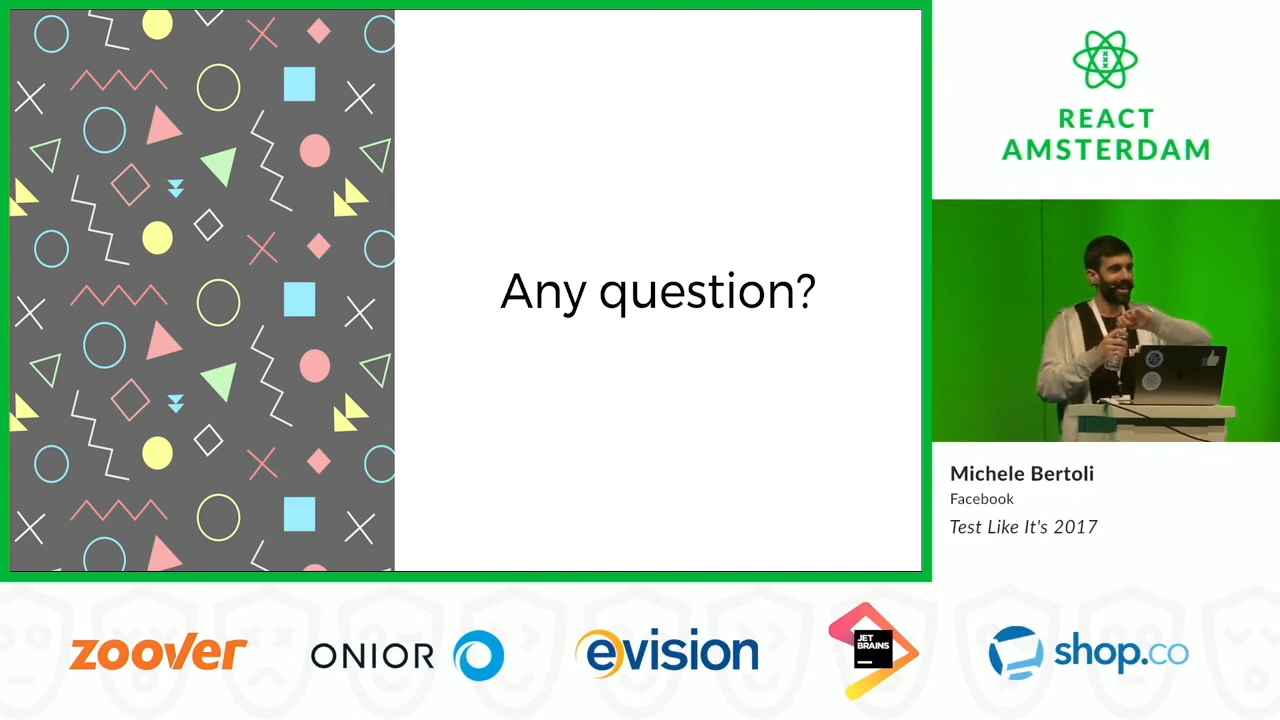 Any question?
REACT
AMSTERDAM
Michele Bertoli
Facebook
Test Like It's 2017
zoover
ONIOR
evision
JET
BRAINS
shop.co